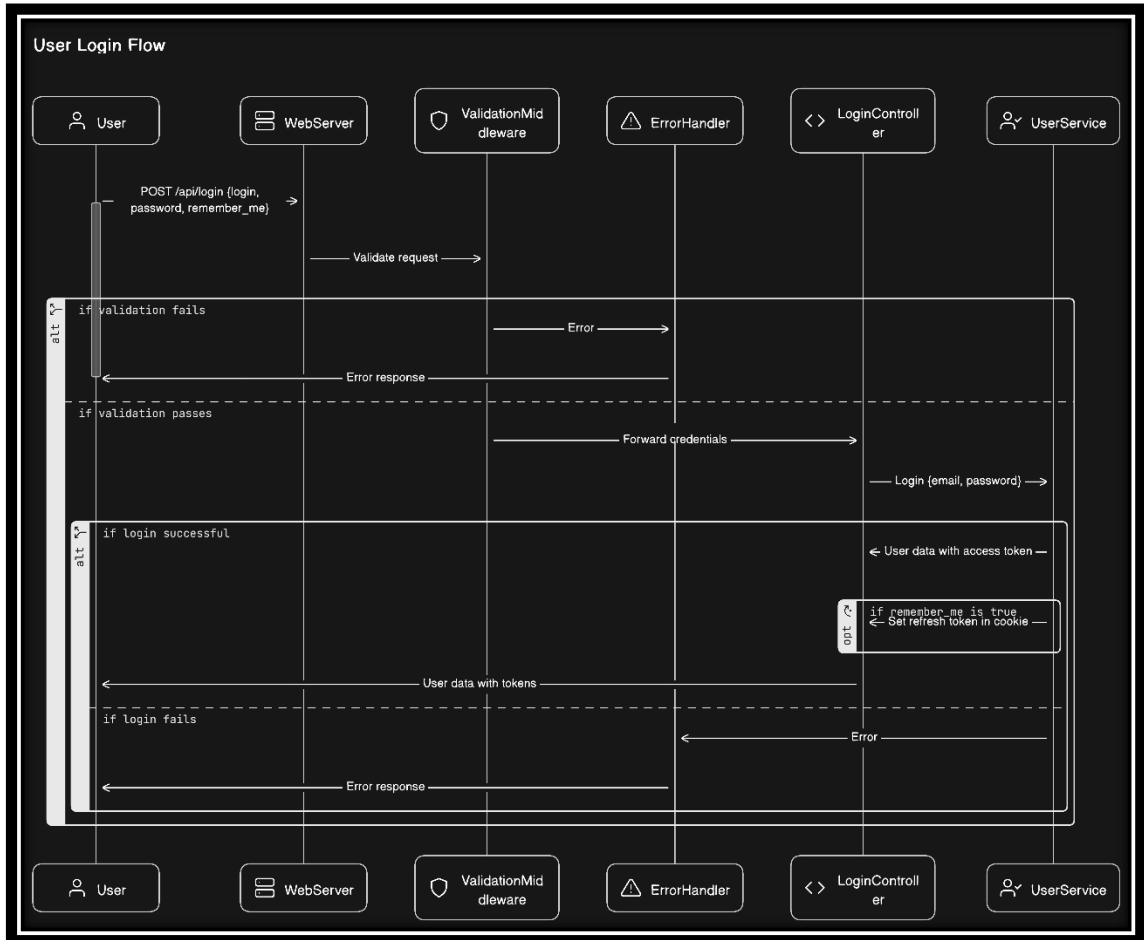 User Login Flow
User
WebServer
ValidationMid
dleware
ErrorHandler
LoginControll
er
UserService
POST /api/login {login,
password, remember_me}
Validate request
alt
if validation fails
Error
Error response
if validation passes
Forward credentials
Login {email, password}
alt
if login successful
User data with access token
opt
if remember_me is true
Set refresh token in cookie
User data with tokens
if login fails
Error
Error response
User
WebServer
ValidationMid
dleware
ErrorHandler
LoginControll
er
UserService